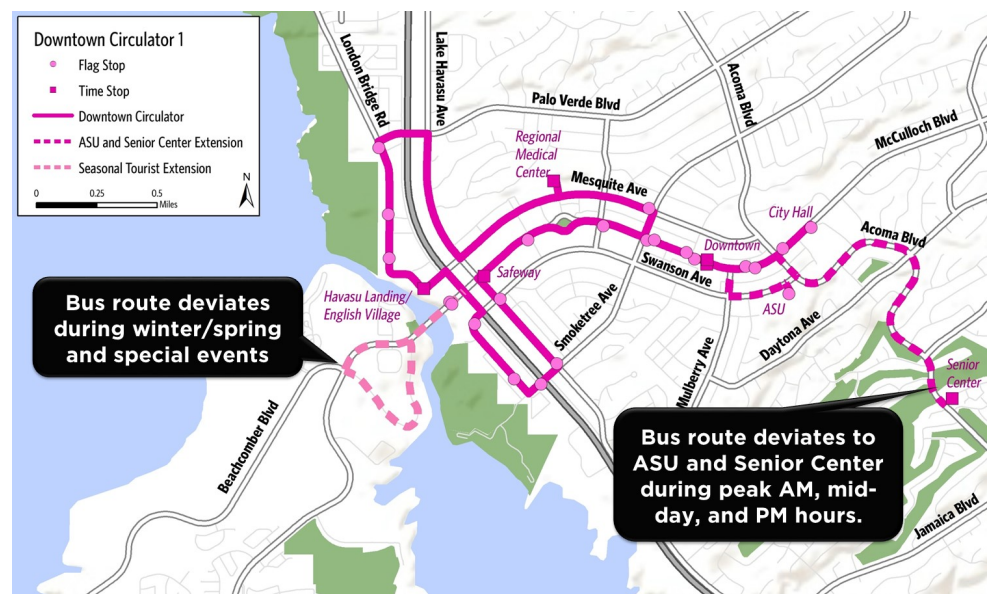 Downtown Circulator 1
Flag Stop
Time Stop
Downtown Circulator
ASU and Senior Center Extension
Seasonal Tourist Extension
0 0.25 0.5
Miles
N
London Bridge Rd
Lake Havasu Ave
Palo Verde Blvd
Acoma Blvd
McCulloch Blvd
Regional
Medical
Center
Mesquite Ave
City Hall
Acoma Blvd
Downtown
Swanson Ave
Safeway
ASU
Havasu Landing/
English Village
Smoketree Ave
Daytona Ave
Mulberry Ave
Senior
Center
Beachcomber Blvd
Jamaica Blvd
Bus route deviates
during winter/spring
and special events
Bus route deviates to
ASU and Senior Center
during peak AM, mid-
day, and PM hours.